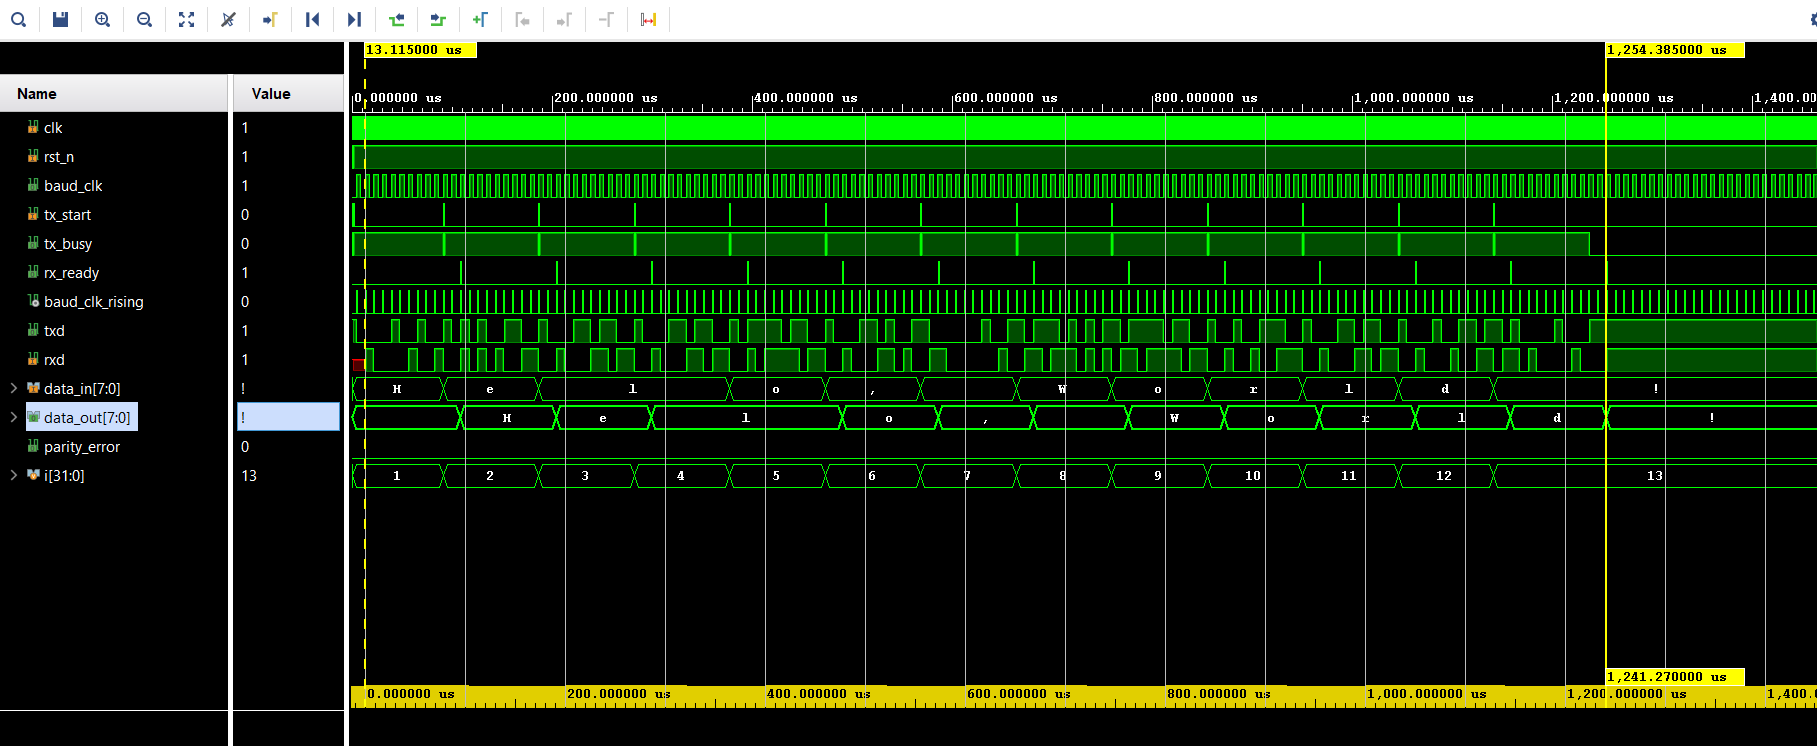 13.115000 us 1,254.385000 us
Name Value
0.000000 us 200.000000 us 400.000000 us 600.000000 us 800.000000 us 1,000.000000 us 1,200.000000 us 1,400.0
clk 1
rst_n 1
baud_clk 1
tx_start 0
tx_busy 0
rx_ready 1
baud_clk_rising 0
txd 1
rxd 1
data_in[7:0] ! H e l o , W o r l d !
data_out[7:0] ! H e l o , W o r l d !
parity_error 0
i[31:0] 13 1 2 3 4 5 6 7 8 9 10 11 12 13
1,241.270000 us
0.000000 us 200.000000 us 400.000000 us 600.000000 us 800.000000 us 1,000.000000 us 1,200.000000 us 1,400.